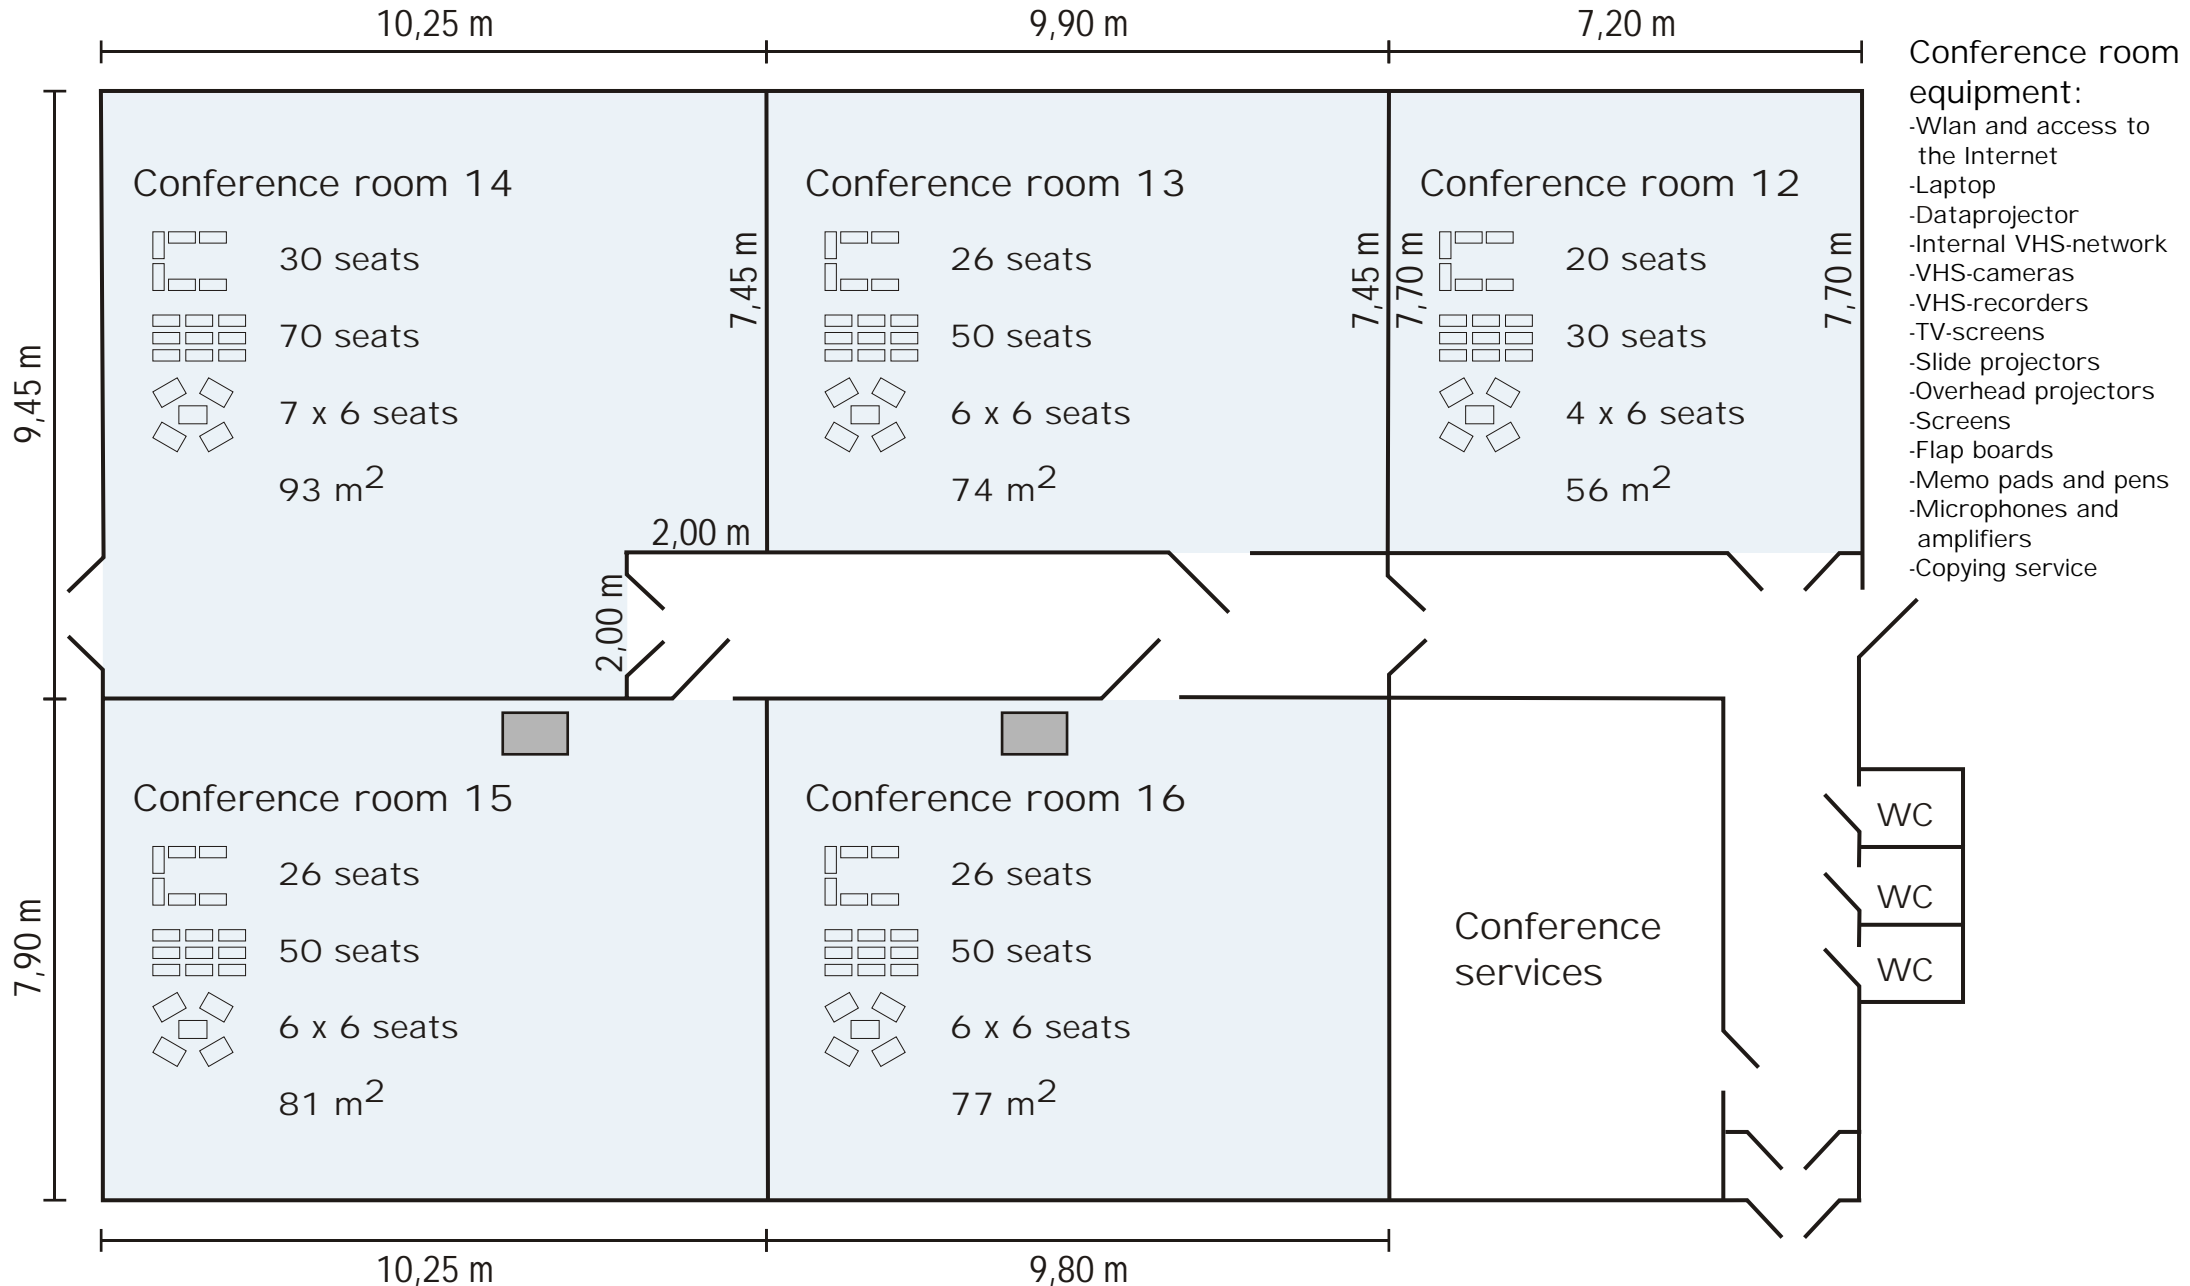 10,25 m
9,90 m
7,20 m
Conference room
equipment:
-Wlan and access to
the Internet
-Laptop
-Dataprojector
-Internal VHS-network
-VHS-cameras
-VHS-recorders
-TV-screens
-Slide projectors
-Overhead projectors
-Screens
-Flap boards
-Memo pads and pens
-Microphones and
amplifiers
-Copying service
9,45 m
Conference room 14
30 seats
70 seats
7 x 6 seats
93 m²
2,00 m
2,00 m
7,45 m
Conference room 13
26 seats
50 seats
6 x 6 seats
74 m²
7,45 m
7,70 m
Conference room 12
20 seats
30 seats
4 x 6 seats
56 m²
7,70 m
7,90 m
Conference room 15
26 seats
50 seats
6 x 6 seats
81 m²
Conference room 16
26 seats
50 seats
6 x 6 seats
77 m²
Conference
services
WC
WC
WC
10,25 m
9,80 m